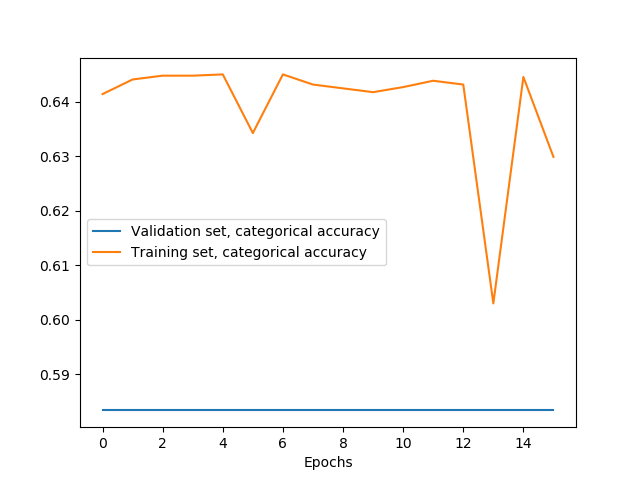 0.64
0.63
0.62
0.61
0.60
0.59
Validation set, categorical accuracy
Training set, categorical accuracy
0 2 4 6 8 10 12 14
Epochs